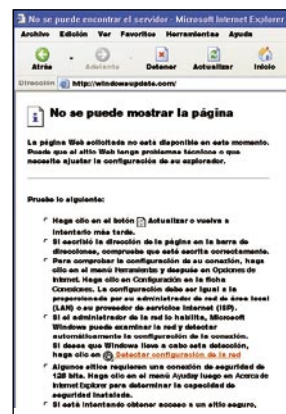 No se puede encontrar el servidor - Microsoft Internet Explorer
Archivo Edición Ver Favoritos Herramientas Ayuda
Atrás Adelante Detener Actualizar Inicio
Dirección http://windowsupdate.com/
No se puede mostrar la página
La página Web solicitada no está disponible en este momento.
Puede que el sitio Web tenga problemas técnicos o que
necesite ajustar la configuración de su explorador.
Pruebe lo siguiente:
Haga clic en el botón Actualizar o vuelva a
intentarlo más tarde.
Si escribió la dirección de la página en la barra de
direcciones, compruebe que esté escrita correctamente.
Para comprobar la configuración de su conexión, haga
clic en el menú Herramientas y después en Opciones de
Internet. Haga clic en Configuración en la ficha
Conexiones. La configuración debe ser igual a la
proporcionada por su administrador de red de área local
(LAN) o su proveedor de servicios Internet (ISP).
Si el administrador de la red lo habilita, Microsoft
Windows puede examinar la red y detectar
automáticamente la configuración de la conexión.
Si desea que Windows lleve a cabo esta detección,
haga clic en Detectar configuración de la red
Algunos sitios requieren una conexión de seguridad de
128 bits. Haga clic en el menú Ayuda luego en Acerca de
Internet Explorer para determinar la capacidad de
seguridad instalada.
Si está intentando obtener acceso a un sitio seguro,